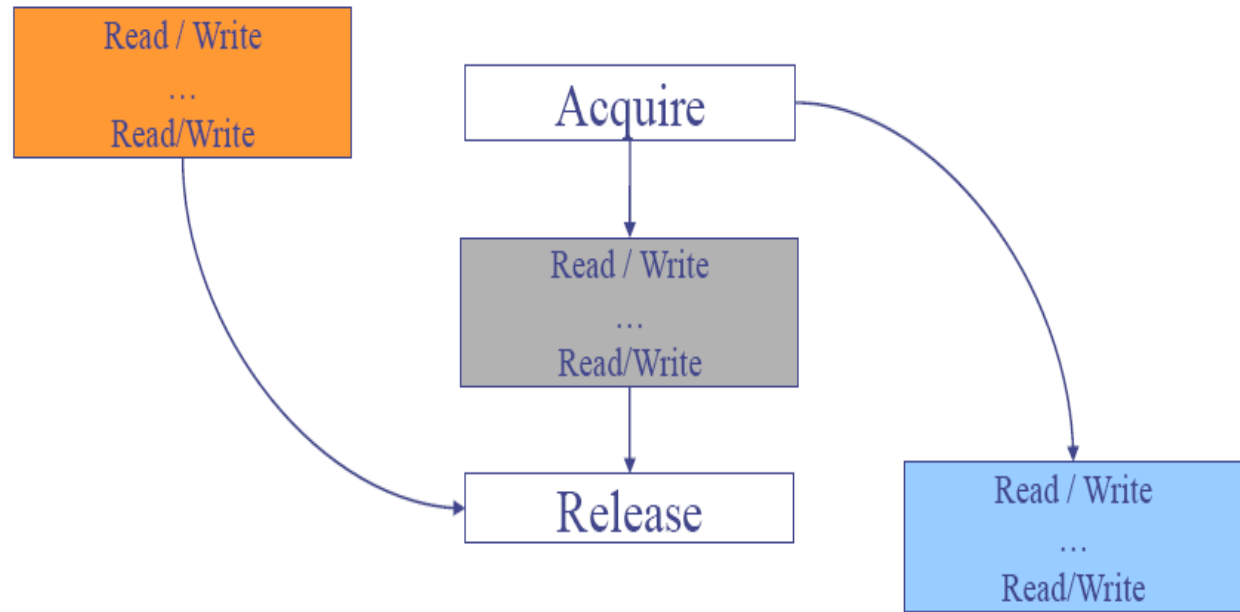 Read / Write
…
Read/Write
Acquire
Read / Write
…
Read/Write
Release
Read / Write
…
Read/Write